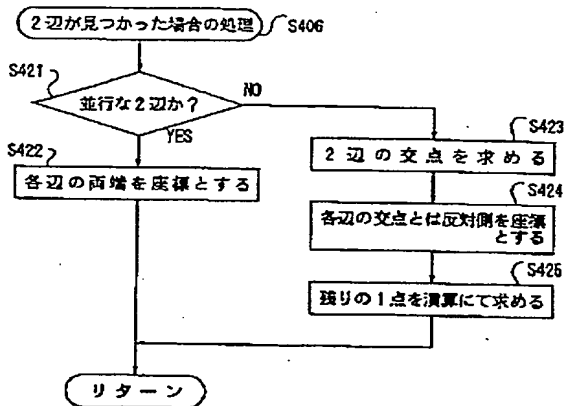 2辺が見つかった場合の処理
S406
S421
並行な2辺か?
NO
YES
S422
各辺の両端を座標とする
S423
2辺の交点を求める
S424
各辺の交点とは反対側を座標
とする
S425
残りの1点を演算にて求める
リターン